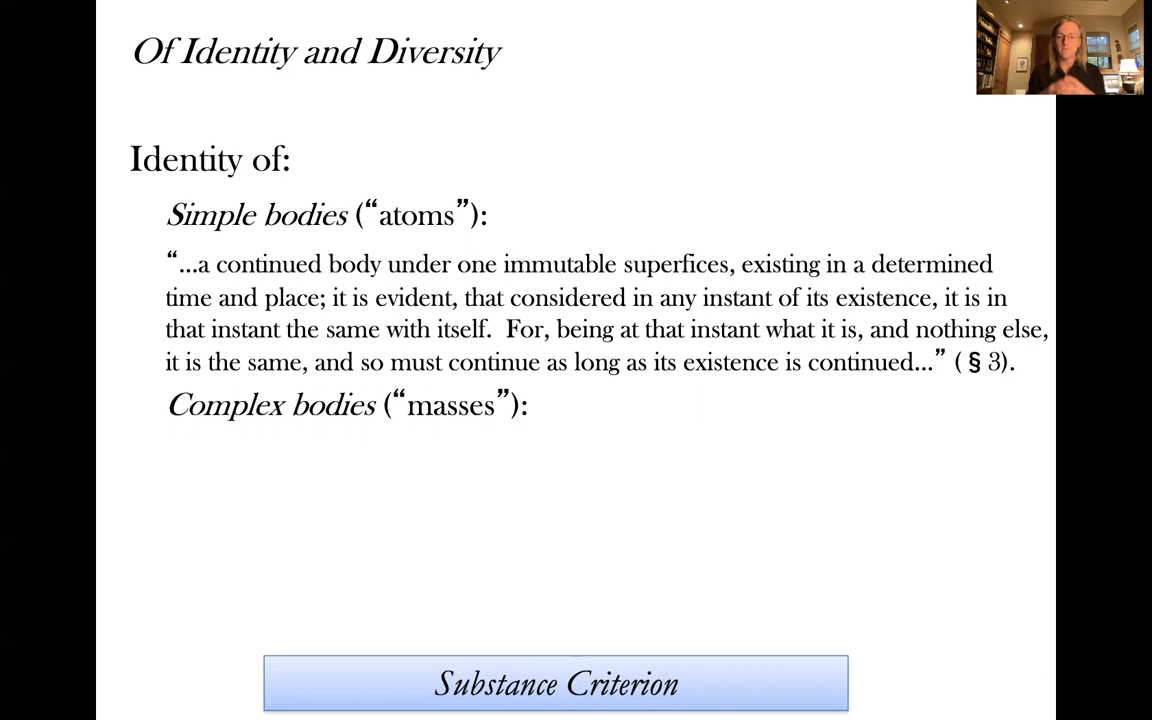 Of Identity and Diversity
Identity of:
Simple bodies (“atoms”):
“...a continued body under one immutable superfices, existing in a determined
time and place; it is evident, that considered in any instant of its existence, it is in
that instant the same with itself. For, being at that instant what it is, and nothing else,
it is the same, and so must continue as long as its existence is continued...” ( § 3).
Complex bodies (“masses”):
Substance Criterion